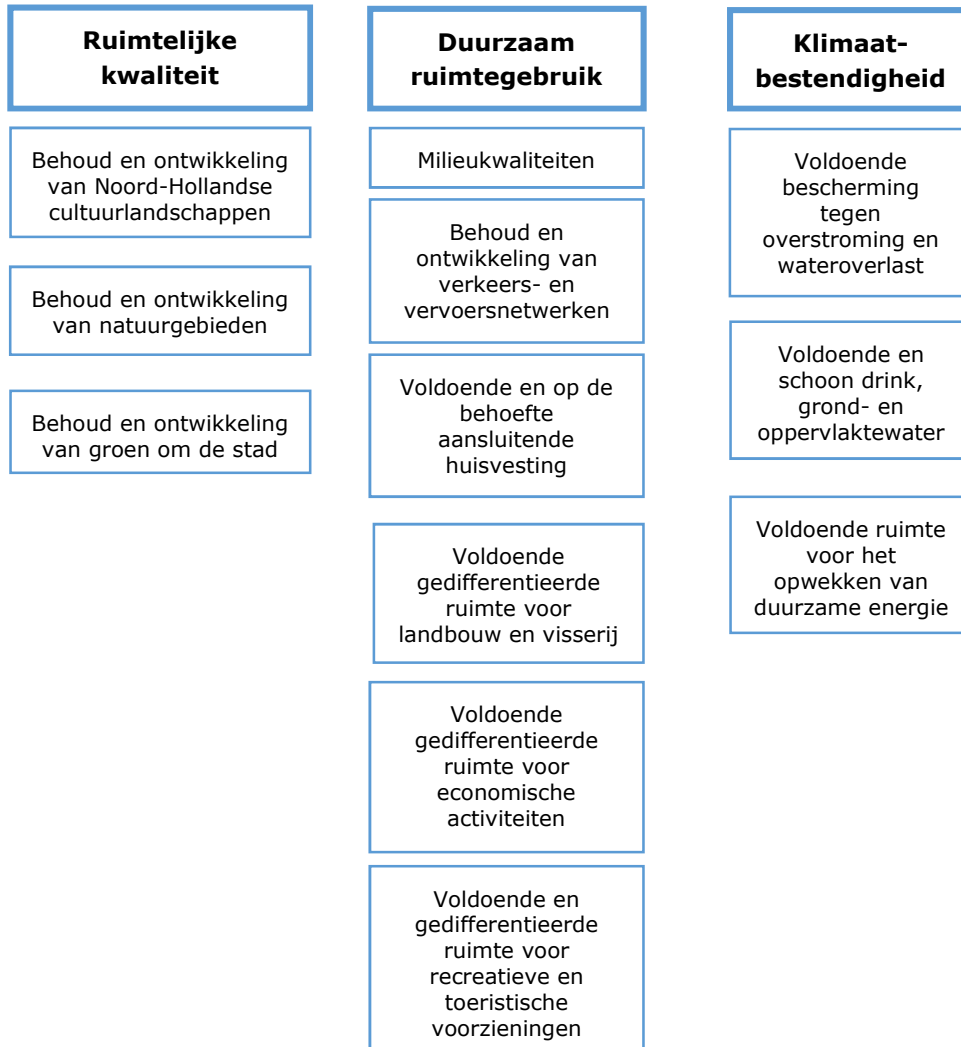 Ruimtelijke
kwaliteit
Behoud en ontwikkeling
van Noord-Hollandse
cultuurlandschappen
Behoud en ontwikkeling
van natuurgebieden
Behoud en ontwikkeling
van groen om de stad
Duurzaam
ruimtegebruik
Milieukwaliteiten
Behoud en
ontwikkeling van
verkeers- en
vervoersnetwerken
Voldoende en op de
behoefte
aansluitende
huisvesting
Voldoende
gedifferentieerde
ruimte voor
landbouw en visserij
Voldoende
gedifferentieerde
ruimte voor
economische
activiteiten
Voldoende en
gedifferentieerde
ruimte voor
recreatieve en
toeristische
voorzieningen
Klimaat-
bestendigheid
Voldoende
bescherming
tegen
overstroming en
wateroverlast
Voldoende en
schoon drink,
grond- en
oppervlaktewater
Voldoende ruimte
voor het
opwekken van
duurzame energie